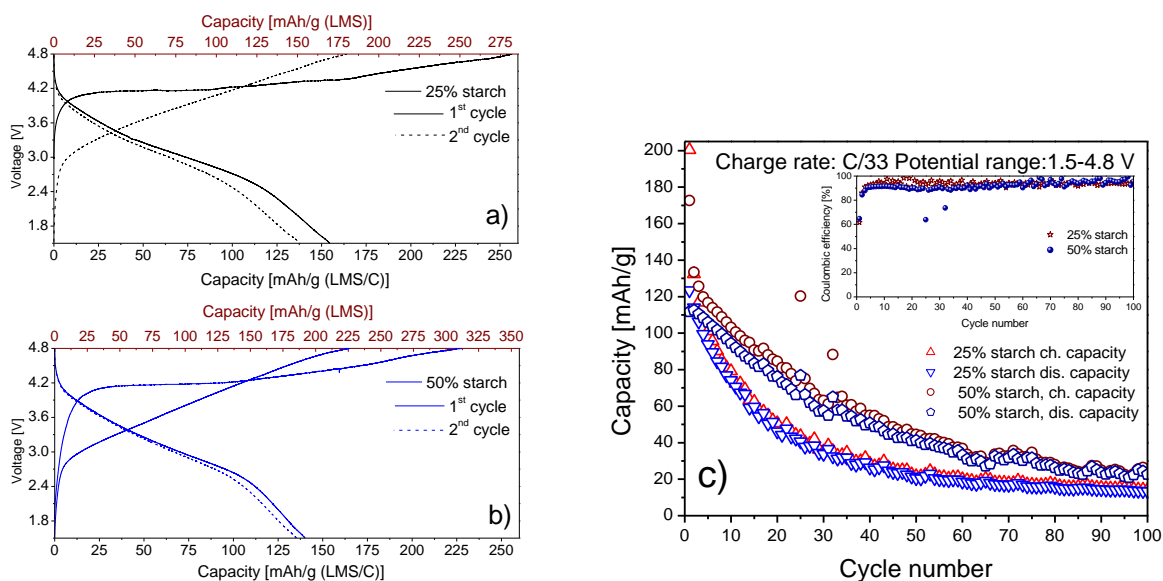 Capacity [mAh/g (LMS)]
0 25 50 75 100 125 150 175 200 225 250 275
4.8
4.2
3.6
3.0
2.4
1.8
Voltage [V]
25% starch
1st cycle
2nd cycle
a)
0 25 50 75 100 125 150 175 200 225 250
Capacity [mAh/g (LMS/C)]
Capacity [mAh/g (LMS)]
0 25 50 75 100 125 150 175 200 225 250 275 300 325 350
4.8
4.2
3.6
3.0
2.4
1.8
Voltage [V]
50% starch
1st cycle
2nd cycle
b)
0 25 50 75 100 125 150 175 200 225 250
Capacity [mAh/g (LMS/C)]
Charge rate: C/33 Potential range:1.5-4.8 V
200
180
160
140
120
100
80
60
40
20
0
Capacity [mAh/g]
100
80
60
40
20
0
Coulombic efficiency [%]
25% starch
50% starch
0 10 20 30 40 50 60 70 80 90 100
Cycle number
25% starch ch. capacity
25% starch dis. capacity
50% starch, ch. capacity
50% starch, dis. capacity
c)
0 10 20 30 40 50 60 70 80 90 100
Cycle number